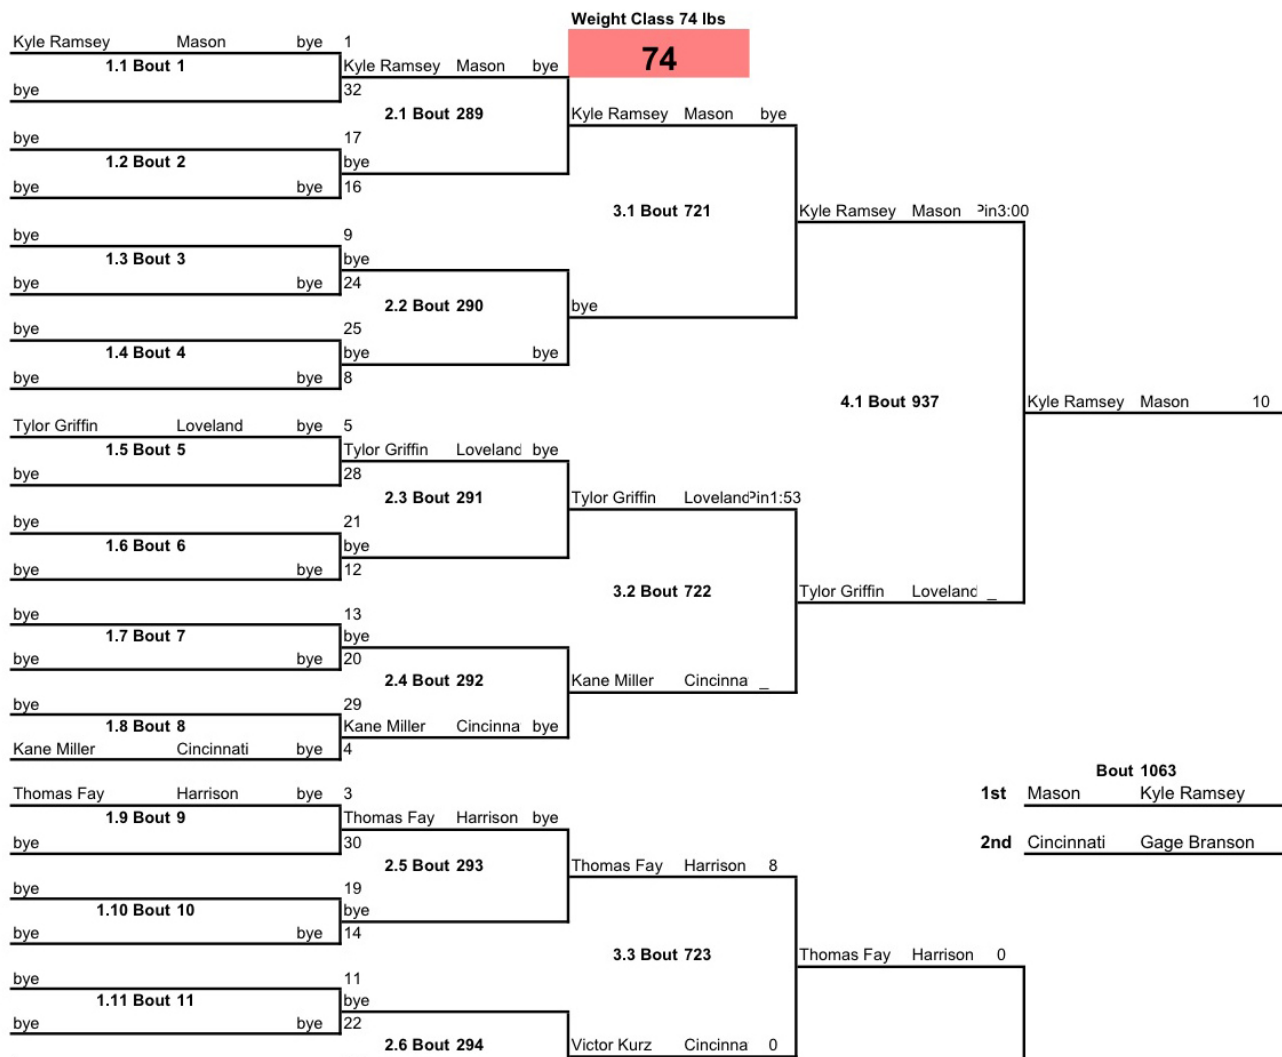 Weight Class 74 lbs
74
Kyle Ramsey Mason bye 1
1.1 Bout 1
Kyle Ramsey Mason bye
bye 32
2.1 Bout 289
Kyle Ramsey Mason bye
bye 17
1.2 Bout 2
bye
bye bye 16
3.1 Bout 721
Kyle Ramsey Mason Pin3:00
bye 9
1.3 Bout 3
bye
bye bye 24
2.2 Bout 290
bye
bye 25
1.4 Bout 4
bye bye
bye bye 8
4.1 Bout 937
Kyle Ramsey Mason 10
Tylor Griffin Loveland bye 5
1.5 Bout 5
Tylor Griffin Loveland bye
bye 28
2.3 Bout 291
Tylor Griffin Loveland Pin1:53
bye 21
1.6 Bout 6
bye
bye bye 12
3.2 Bout 722
Tylor Griffin Loveland _
bye 13
1.7 Bout 7
bye
bye bye 20
2.4 Bout 292
Kane Miller Cincinna _
bye 29
1.8 Bout 8
Kane Miller Cincinna bye
Kane Miller Cincinnati bye 4
Bout 1063
1st Mason Kyle Ramsey
2nd Cincinnati Gage Branson
Thomas Fay Harrison bye 3
1.9 Bout 9
Thomas Fay Harrison bye
bye 30
2.5 Bout 293
Thomas Fay Harrison 8
bye 19
1.10 Bout 10
bye
bye bye 14
3.3 Bout 723
Thomas Fay Harrison 0
bye 11
1.11 Bout 11
bye
bye bye 22
2.6 Bout 294
Victor Kurz Cincinna 0